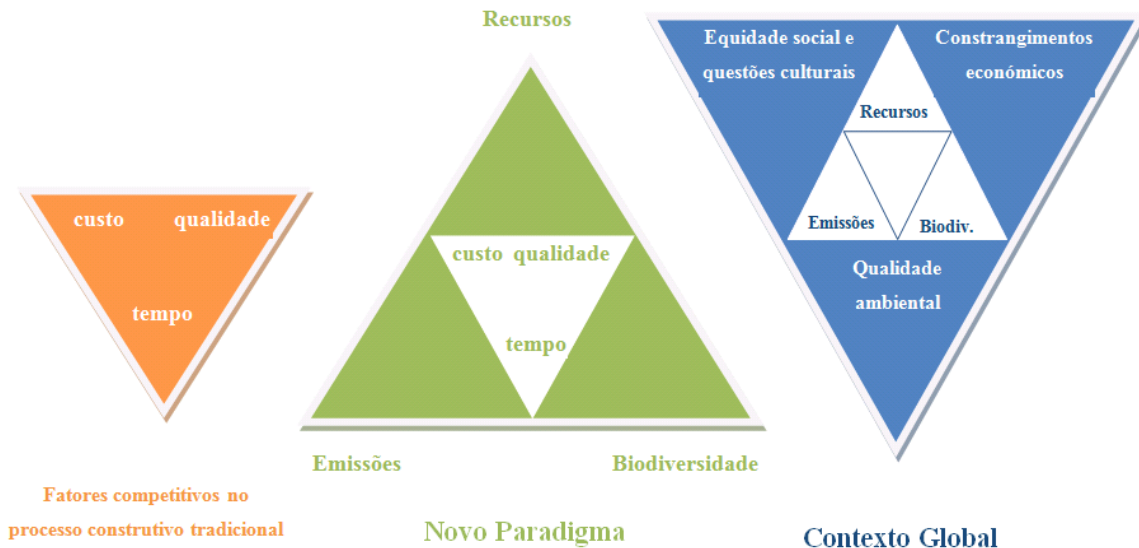 custo qualidade
tempo
Fatores competitivos no
processo construtivo tradicional
Recursos
custo qualidade
tempo
Emissões Biodiversidade
Novo Paradigma
Equidade social e
questões culturais
Constrangimentos
económicos
Recursos
Emissões Biodiv.
Qualidade
ambiental
Contexto Global